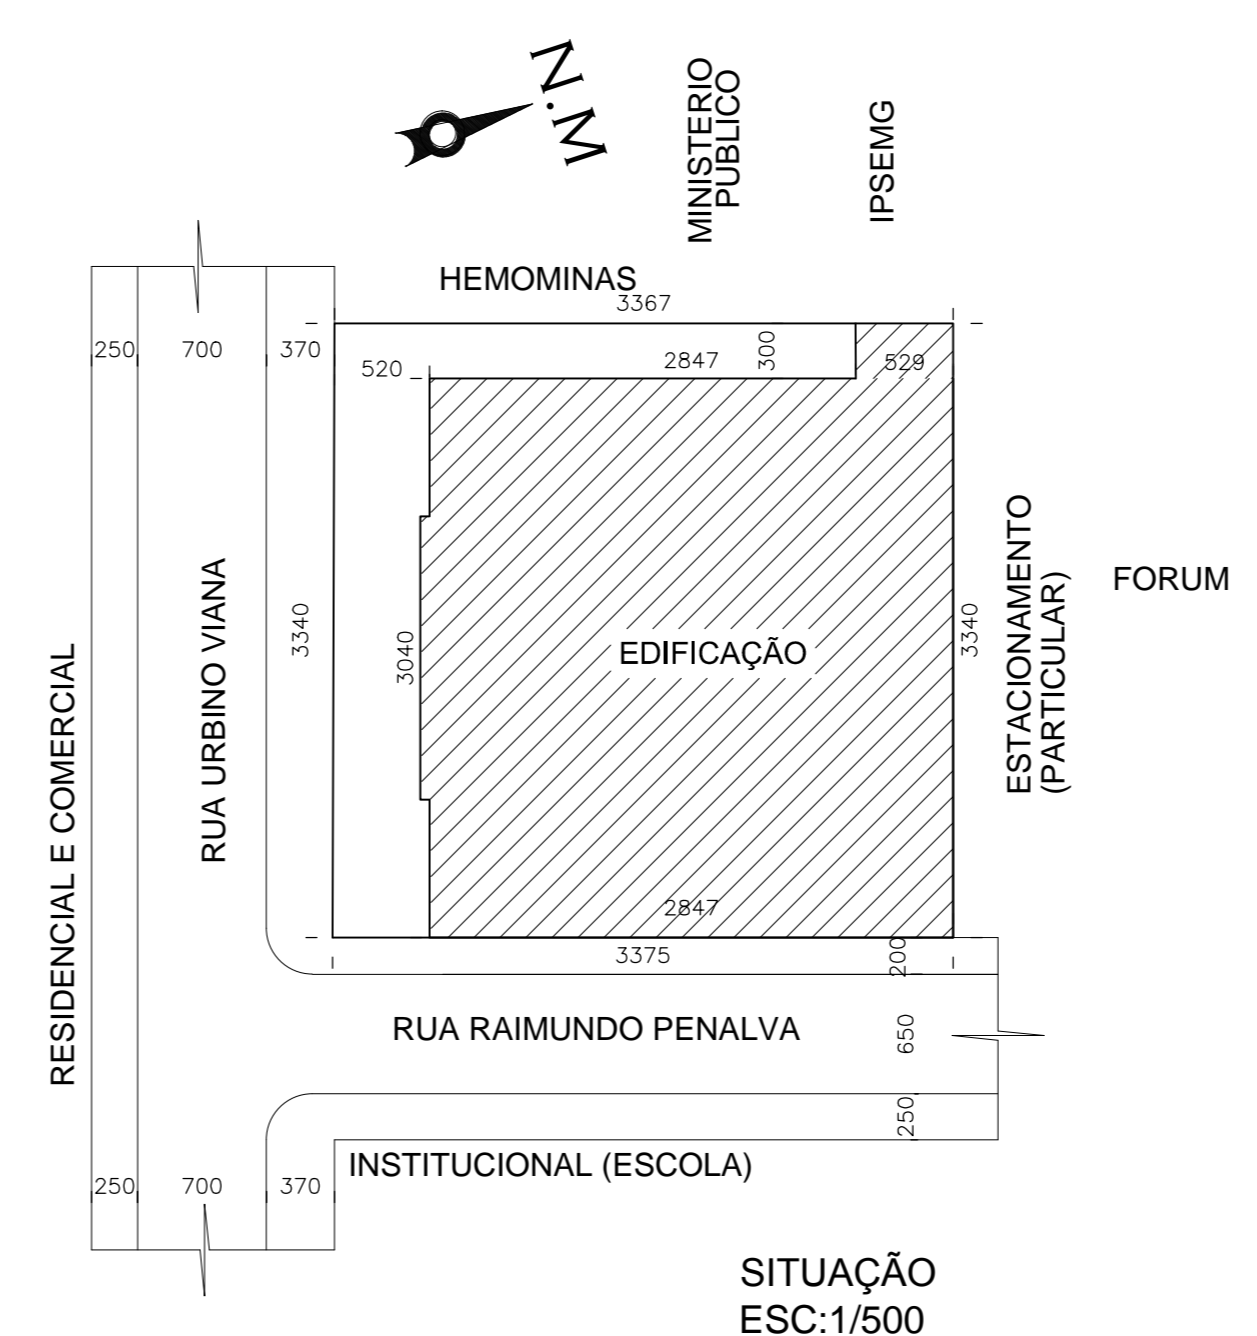 N.M
MINISTERIO
PUBLICO
IPSEMG
HEMOMINAS
3367
250 700 370
520
2847
300
529
RESIDENCIAL E COMERCIAL
RUA URBINO VIANA
3340
3040
EDIFICAÇÃO
3340
ESTACIONAMENTO
(PARTICULAR)
FORUM
2847
3375
200
RUA RAIMUNDO PENALVA
650
250
INSTITUCIONAL (ESCOLA)
250 700 370
SITUAÇÃO
ESC:1/500